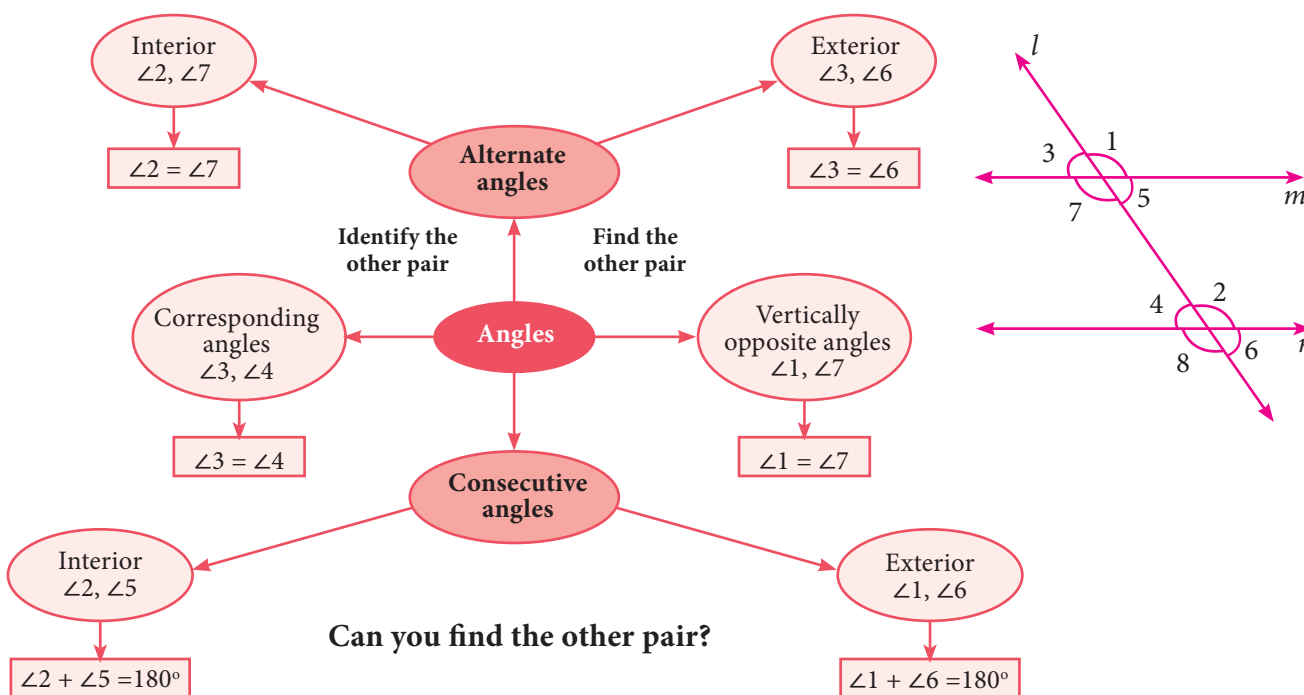 Interior
∠2, ∠7
∠2 = ∠7
Alternate
angles
Exterior
∠3, ∠6
∠3 = ∠6
Identify the
other pair
Find the
other pair
Corresponding
angles
∠3, ∠4
∠3 = ∠4
Angles
Vertically
opposite angles
∠1, ∠7
∠1 = ∠7
Consecutive
angles
Interior
∠2, ∠5
∠2 + ∠5 =180°
Exterior
∠1, ∠6
∠1 + ∠6 =180°
Can you find the other pair?
l
3 1
7 5
m
4 2
8 6